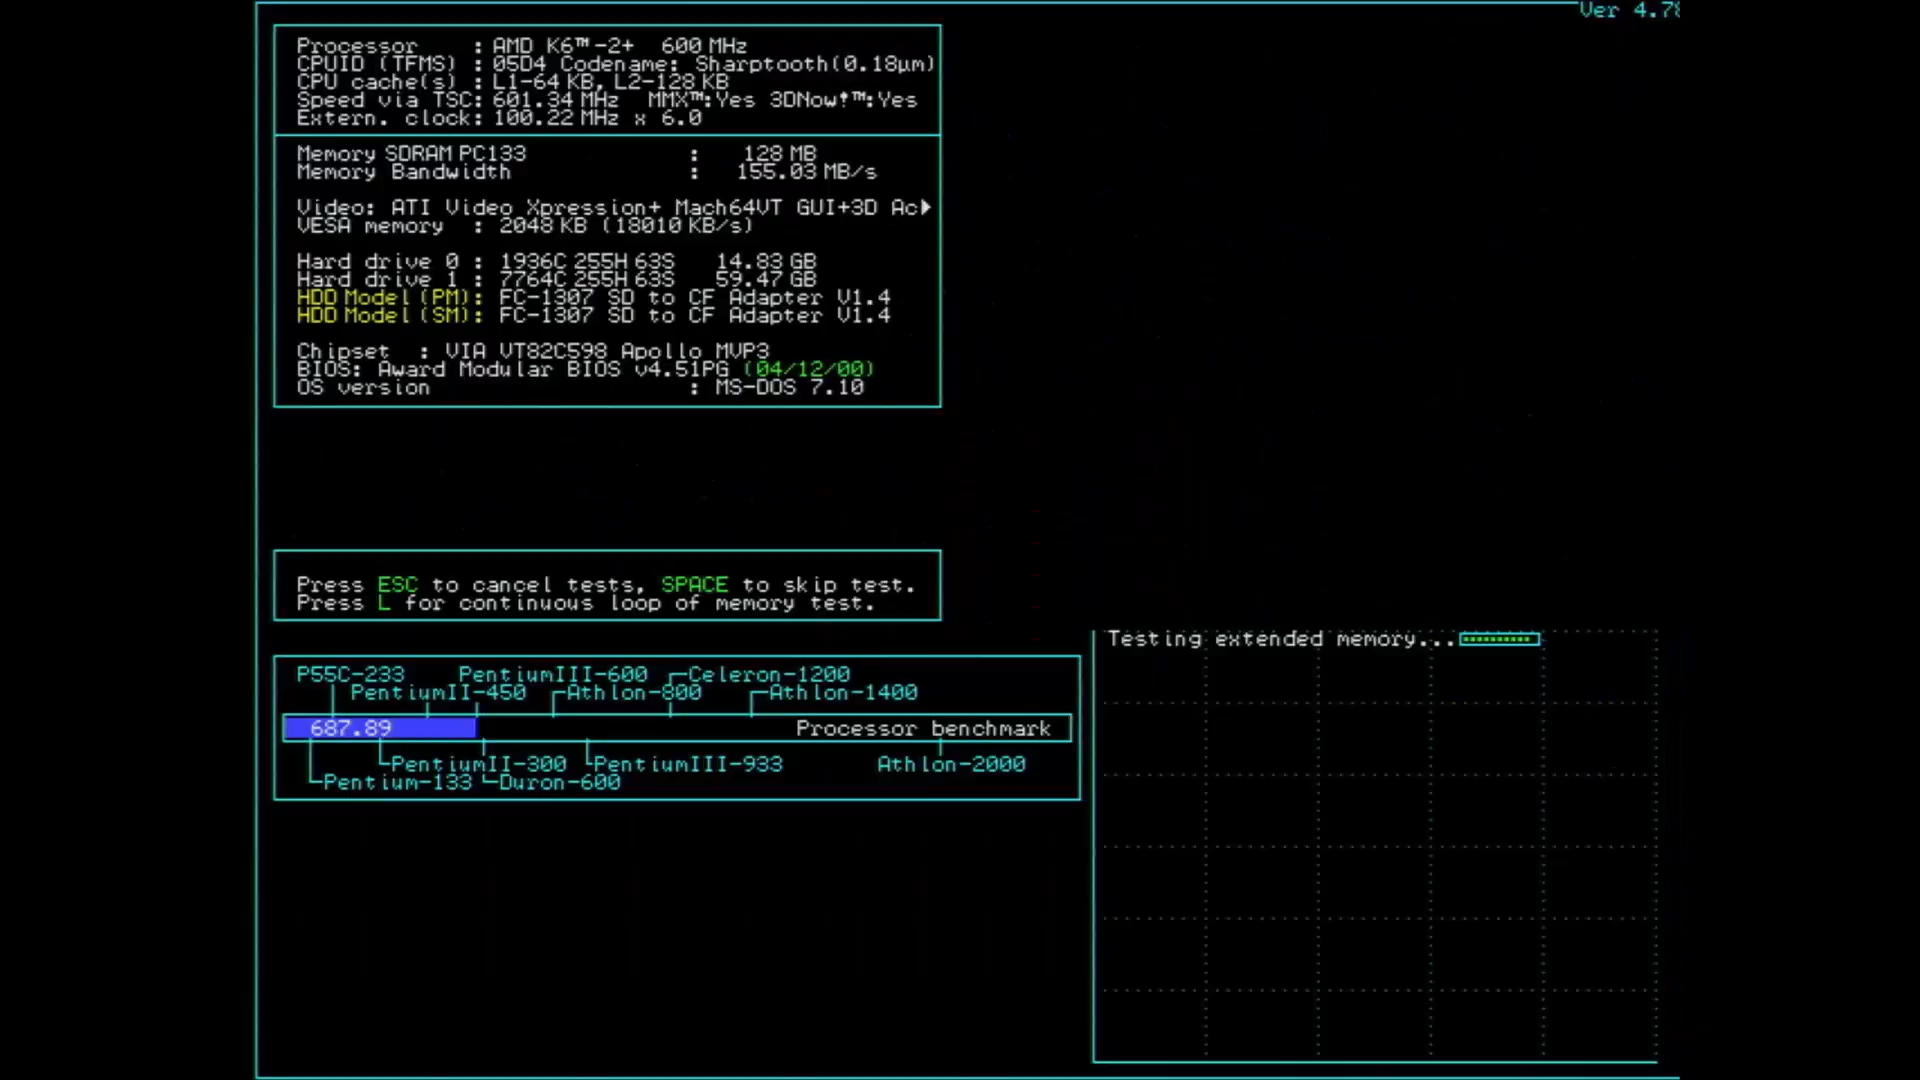 Ver 4.78
Processor : AMD K6™-2+ 600 MHz
CPUID (TFMS) : 05D4 Codename: Sharptooth(0.18µm)
CPU cache(s) : L1-64 KB, L2-128 KB
Speed via TSC: 601.34 MHz MMX™:Yes 3DNow!™:Yes
Extern. clock: 100.22 MHz x 6.0
Memory SDRAM PC133 : 128 MB
Memory Bandwidth : 155.03 MB/s
Video: ATI Video Xpression+ Mach64VT GUI+3D Ac▶
VESA memory : 2048 KB (18010 KB/s)
Hard drive 0 : 1936C 255H 63S 14.83 GB
Hard drive 1 : 7764C 255H 63S 59.47 GB
HDD Model (PM): FC-1307 SD to CF Adapter V1.4
HDD Model (SM): FC-1307 SD to CF Adapter V1.4
Chipset : VIA VT82C598 Apollo MVP3
BIOS: Award Modular BIOS v4.51PG (04/12/00)
OS version : MS-DOS 7.10
Press ESC to cancel tests, SPACE to skip test.
Press L for continuous loop of memory test.
Testing extended memory...
P55C-233 PentiumIII-600 Celeron-1200
PentiumII-450 Athlon-800 Athlon-1400
687.89 Processor benchmark
PentiumII-300 PentiumIII-933 Athlon-2000
Pentium-133 Duron-600